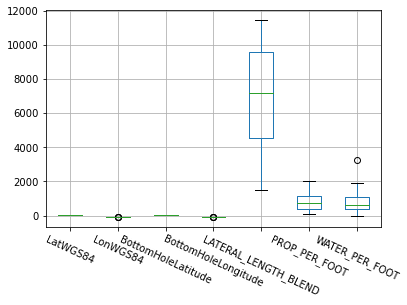 12000
10000
8000
6000
4000
2000
0
LatWGS84
LonWGS84
BottomHoleLatitude
BottomHoleLongitude
LATERAL_LENGTH_BLEND
PROP_PER_FOOT
WATER_PER_FOOT